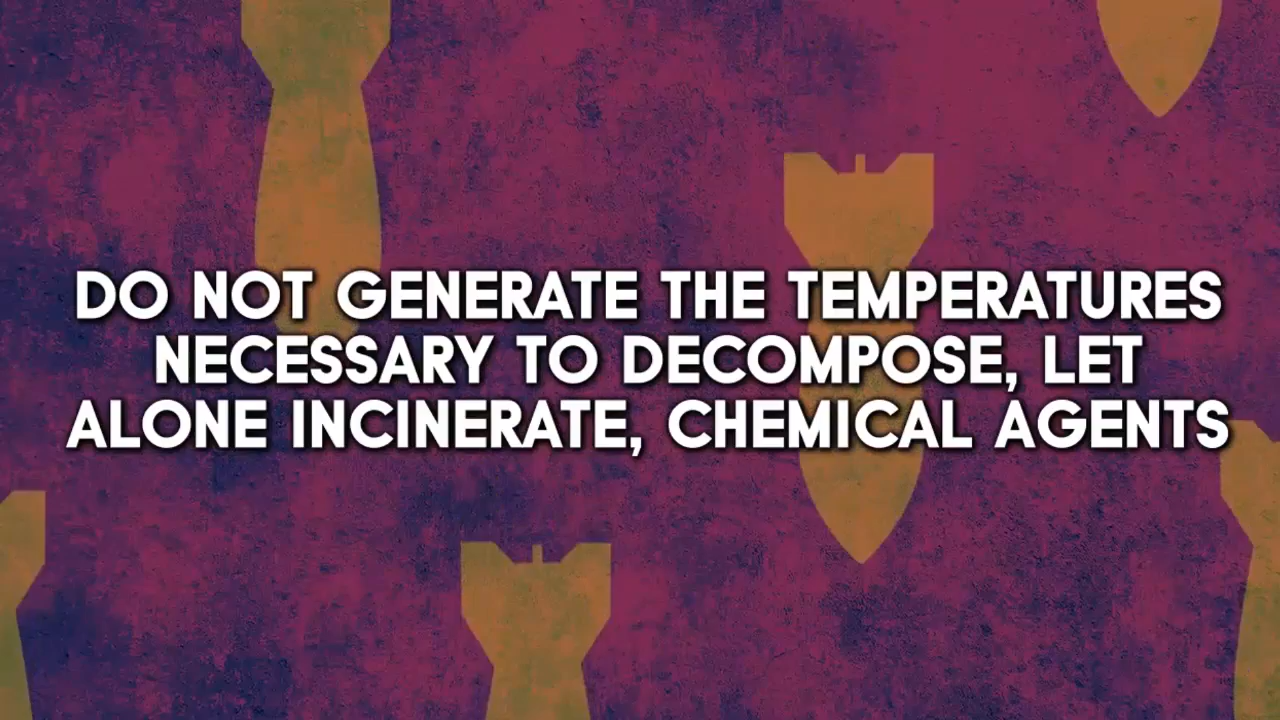 DO NOT GENERATE THE TEMPERATURES
NECESSARY TO DECOMPOSE, LET
ALONE INCINERATE, CHEMICAL AGENTS